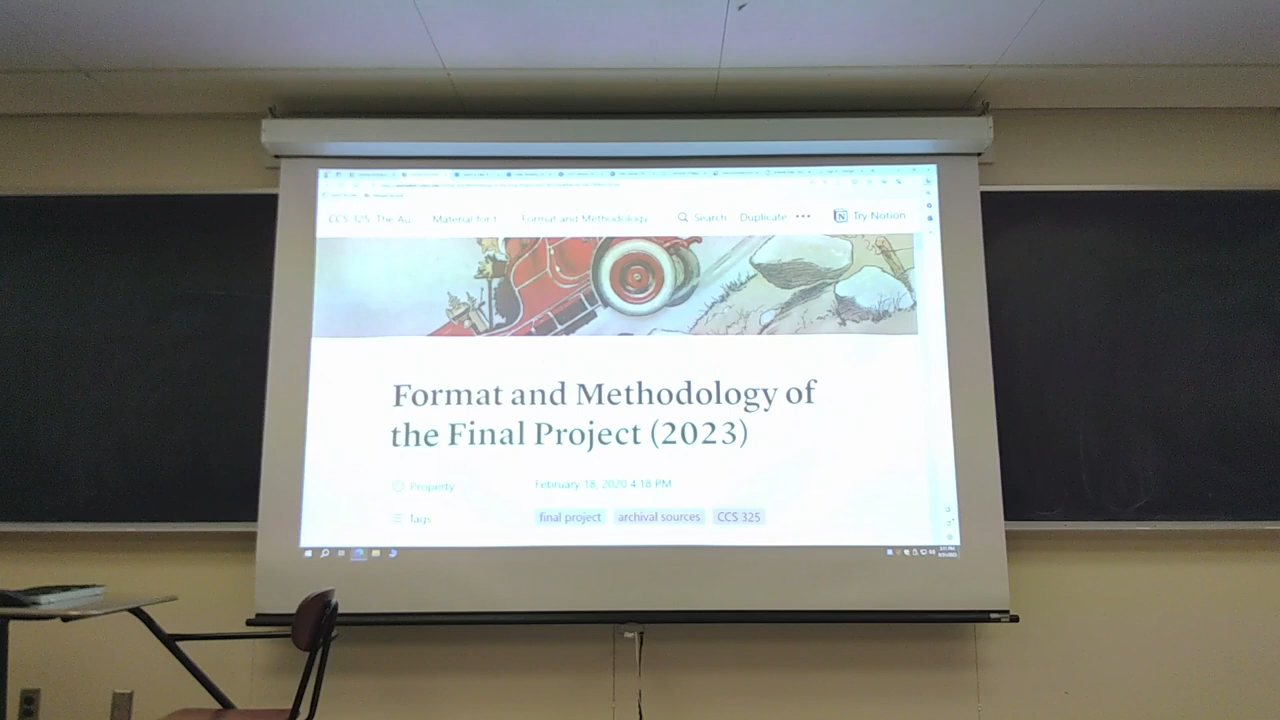 CCS 325, The Au
Material for t
Format and Methodology
Search
Duplicate
Try Notion
Format and Methodology of
the Final Project (2023)
Property
February 18, 2020 4:18 PM
Tags
final project
archival sources
CCS 325